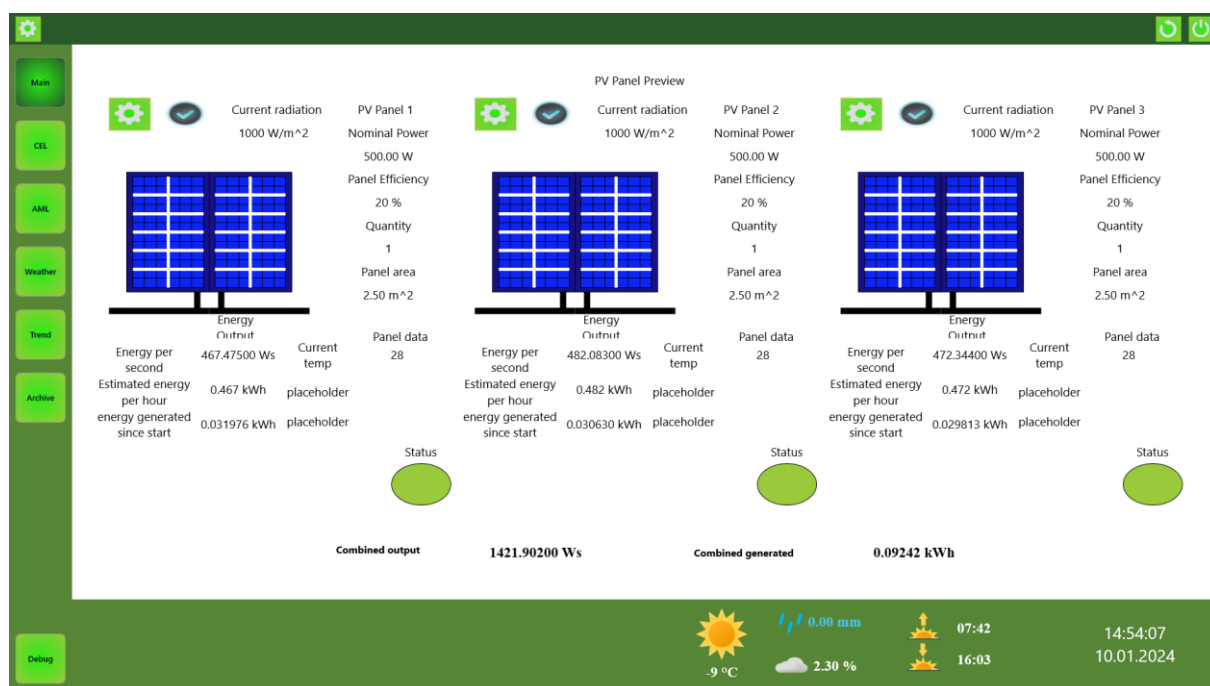 Main
CEL
AML
Weather
Trend
Archive
Debug
PV Panel Preview
Current radiation
1000 W/m^2
PV Panel 1
Nominal Power
500.00 W
Panel Efficiency
20 %
Quantity
1
Panel area
2.50 m^2
Energy
Output
Panel data
28
Energy per
second
467.47500 Ws
Current
temp
Estimated energy
per hour
0.467 kWh
placeholder
energy generated
since start
0.031976 kWh
placeholder
Status
Current radiation
1000 W/m^2
PV Panel 2
Nominal Power
500.00 W
Panel Efficiency
20 %
Quantity
1
Panel area
2.50 m^2
Energy
Output
Panel data
28
Energy per
second
482.08300 Ws
Current
temp
Estimated energy
per hour
0.482 kWh
placeholder
energy generated
since start
0.030630 kWh
placeholder
Status
Current radiation
1000 W/m^2
PV Panel 3
Nominal Power
500.00 W
Panel Efficiency
20 %
Quantity
1
Panel area
2.50 m^2
Energy
Output
Panel data
28
Energy per
second
472.34400 Ws
Current
temp
Estimated energy
per hour
0.472 kWh
placeholder
energy generated
since start
0.029813 kWh
placeholder
Status
Combined output
1421.90200 Ws
Combined generated
0.09242 kWh
-9 °C
0.00 mm
2.30 %
07:42
16:03
14:54:07
10.01.2024